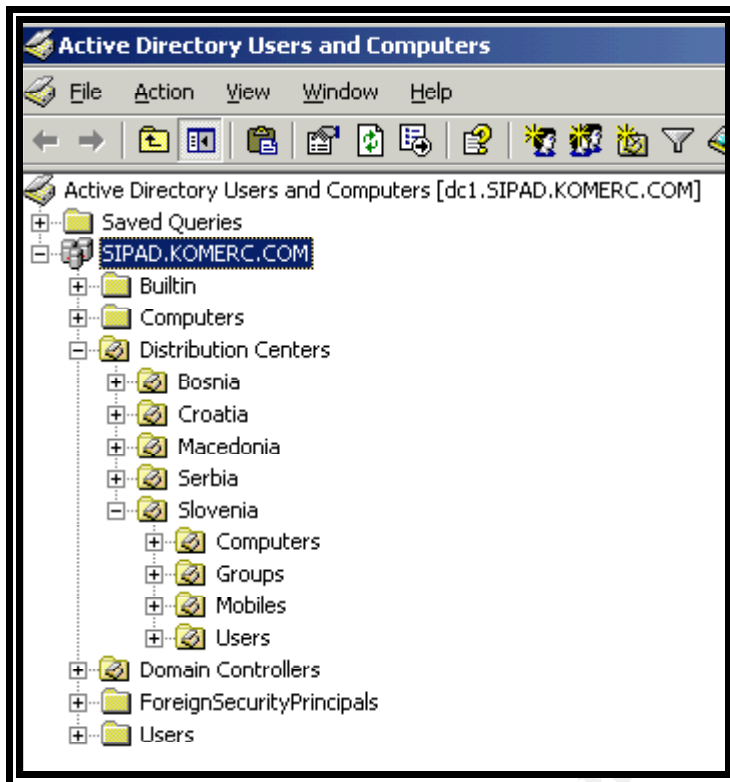 Active Directory Users and Computers
File Action View Window Help
Active Directory Users and Computers [dc1.SIPAD.KOMERC.COM]
Saved Queries
SIPAD.KOMERC.COM
Builtin
Computers
Distribution Centers
Bosnia
Croatia
Macedonia
Serbia
Slovenia
Computers
Groups
Mobiles
Users
Domain Controllers
ForeignSecurityPrincipals
Users